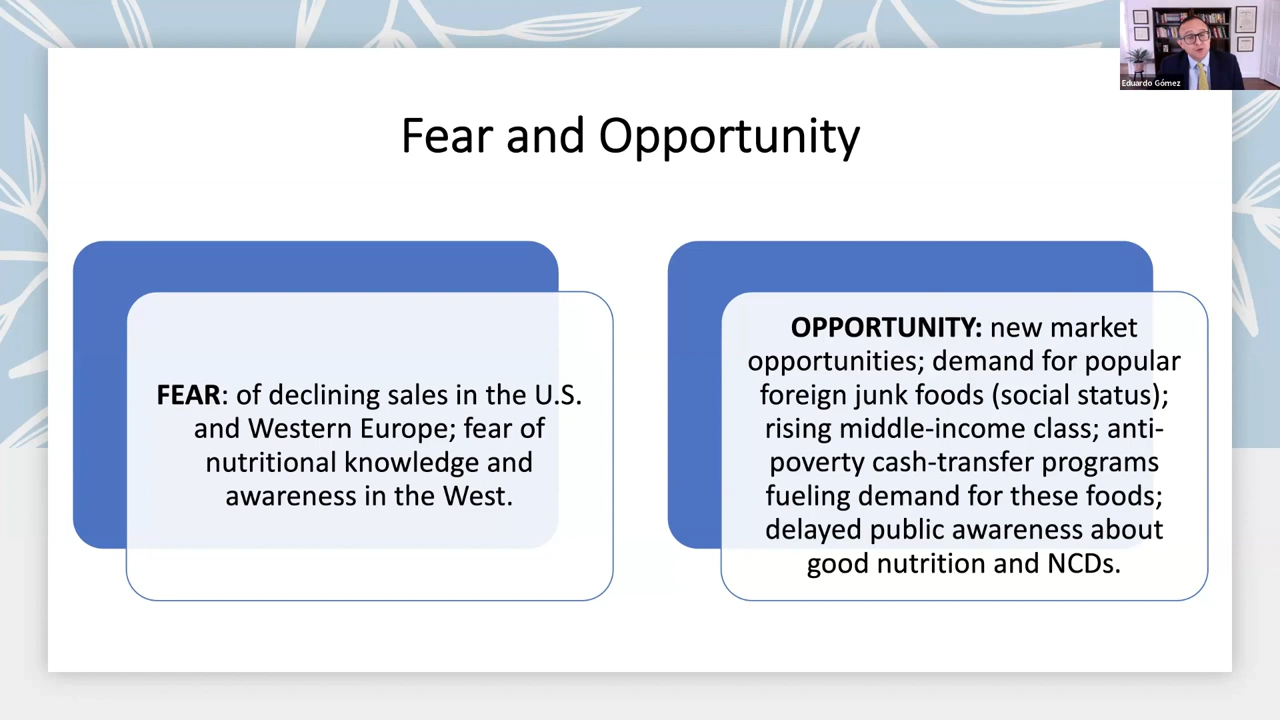 Eduardo Gómez
Fear and Opportunity
FEAR: of declining sales in the U.S.
and Western Europe; fear of
nutritional knowledge and
awareness in the West.
OPPORTUNITY: new market
opportunities; demand for popular
foreign junk foods (social status);
rising middle-income class; anti-
poverty cash-transfer programs
fueling demand for these foods;
delayed public awareness about
good nutrition and NCDs.